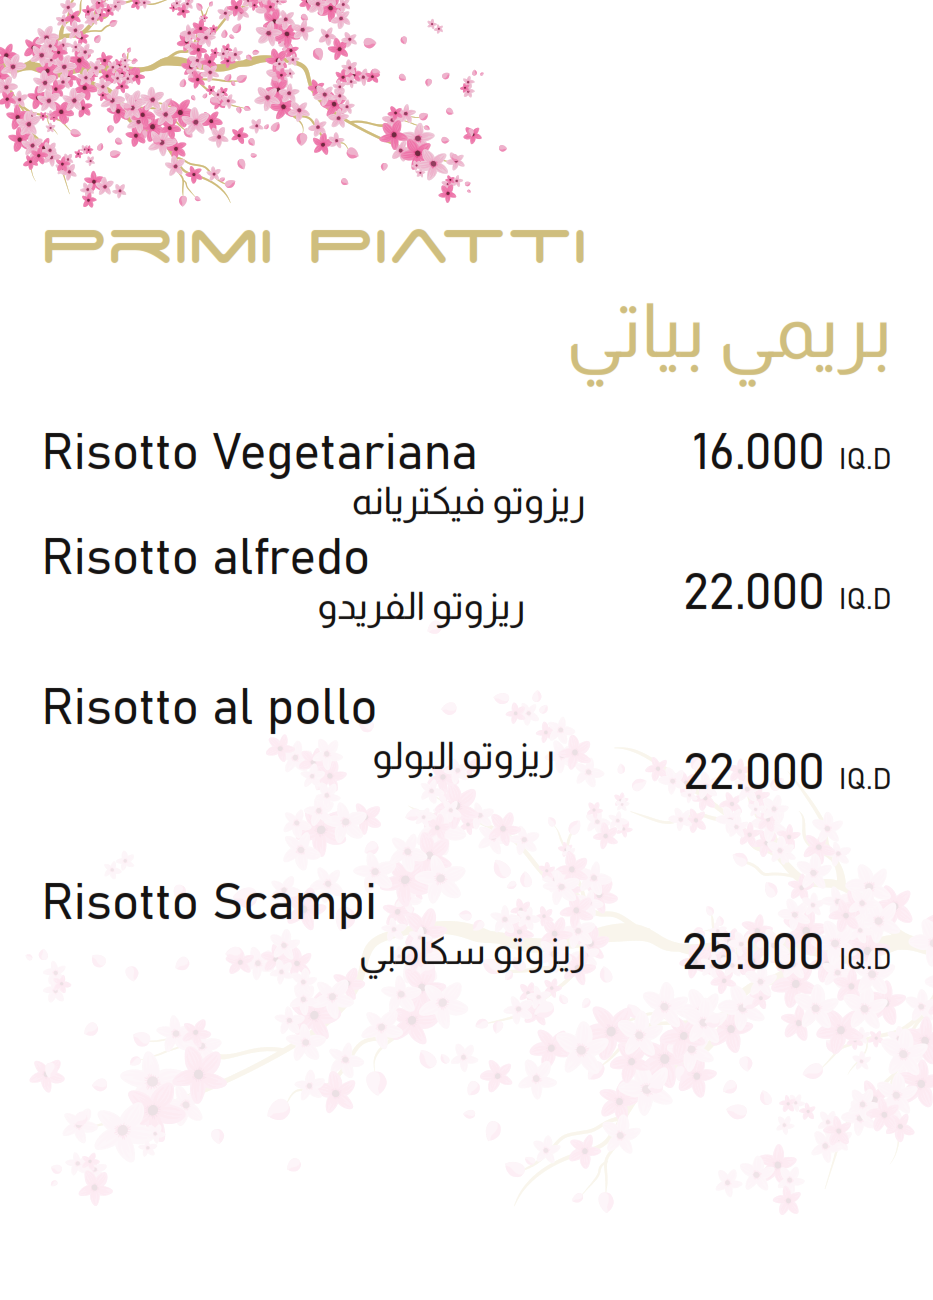 PRIMI PIATTI
بريمي بياتي
Risotto Vegetariana 16.000 IQ.D
ريزوتو فيكتريانه
Risotto alfredo
22.000 IQ.D
ريزوتو الفريدو
Risotto al pollo
ريزوتو البولو
22.000 IQ.D
Risotto Scampi
25.000 IQ.D
ريزوتو سكامبي